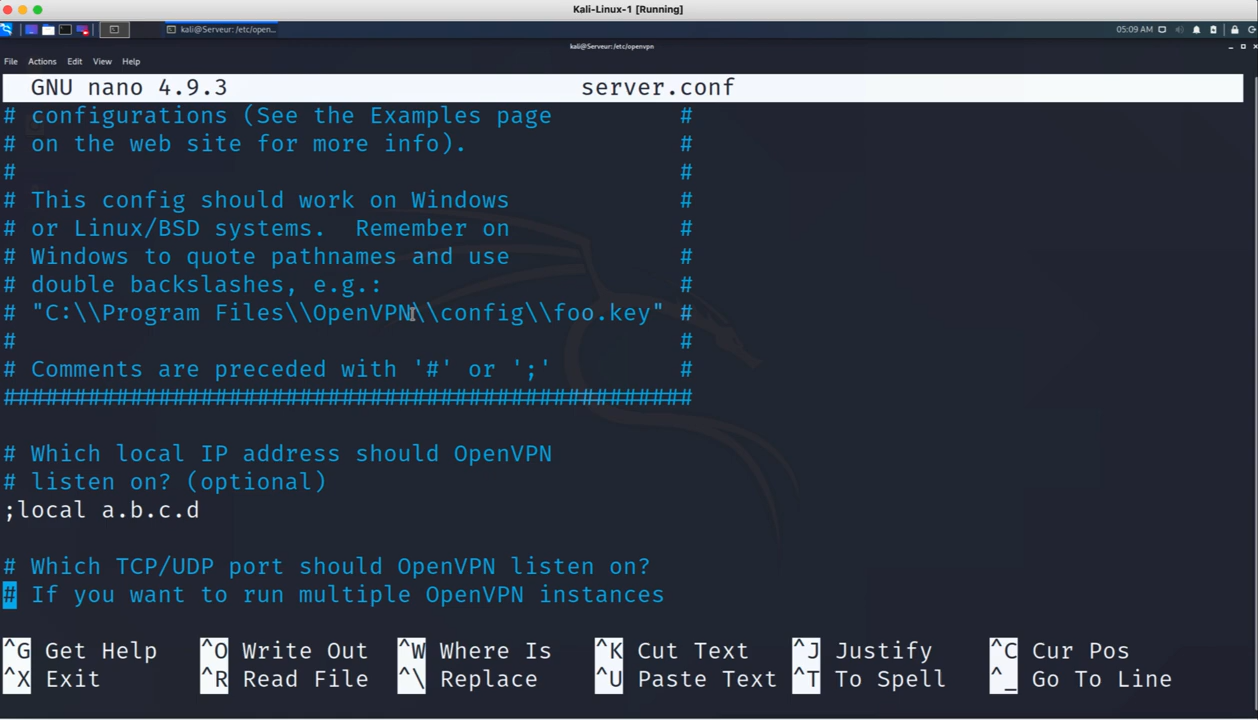 Kali-Linux-1 [Running]
kali@Serveur: /etc/open... 05:09 AM
kali@Serveur:/etc/openvpn
File Actions Edit View Help
GNU nano 4.9.3 server.conf
# configurations (See the Examples page #
# on the web site for more info). #
# #
# This config should work on Windows #
# or Linux/BSD systems. Remember on #
# Windows to quote pathnames and use #
# double backslashes, e.g.: #
# "C:\\Program Files\\OpenVPN\\config\\foo.key" #
# #
# Comments are preceded with '#' or ';' #
#################################################
# Which local IP address should OpenVPN
# listen on? (optional)
;local a.b.c.d
# Which TCP/UDP port should OpenVPN listen on?
# If you want to run multiple OpenVPN instances
^G Get Help ^O Write Out ^W Where Is ^K Cut Text ^J Justify ^C Cur Pos
^X Exit ^R Read File ^\ Replace ^U Paste Text ^T To Spell ^_ Go To Line